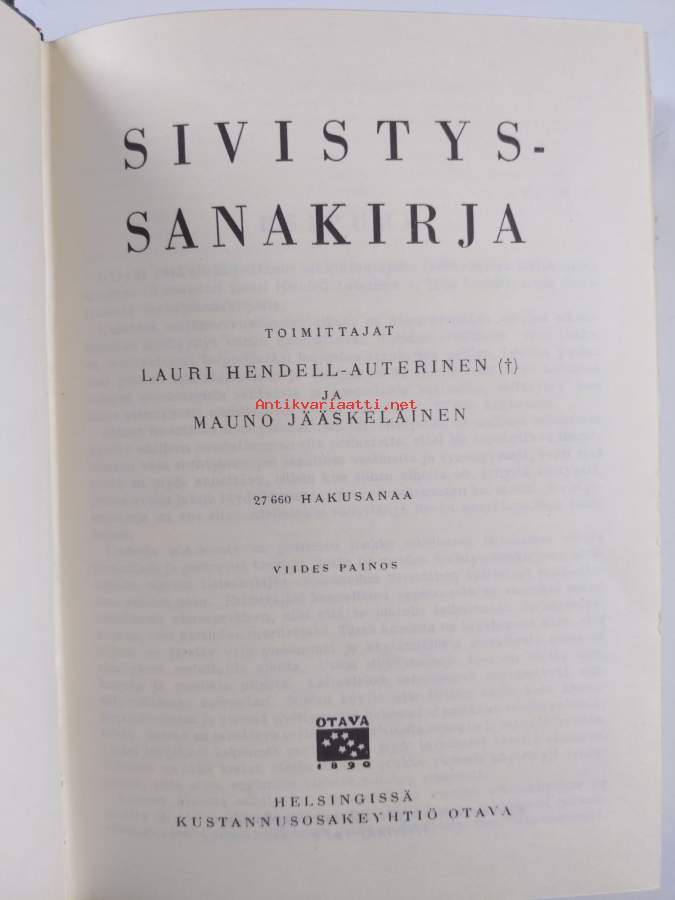 SIVISTYS-
SANAKIRJA
TOIMITTAJAT
LAURI HENDELL-AUTERINEN (†)
JA
Antikvariaatti.net
MAUNO JÄÄSKELÄINEN
27 660 HAKUSANAA
VIIDES PAINOS
OTAVA
1890
HELSINGISSÄ
KUSTANNUSOSAKEYHTIÖ OTAVA